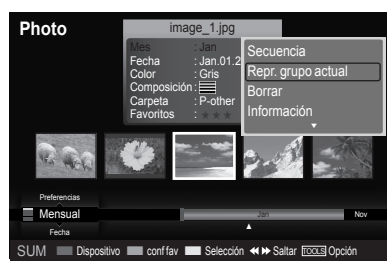 Photo
image_1.jpg
Mes : Jan
Fecha : Jan.01.2
Color : Gris
Composición :
Carpeta : P-other
Favoritos : ★ ★ ★
Secuencia
Repr. grupo actual
Borrar
Información
Preferencias
Mensual
Fecha
Jan
Nov
SUM Dispositivo conf fav Selección Saltar TOOLS Opción